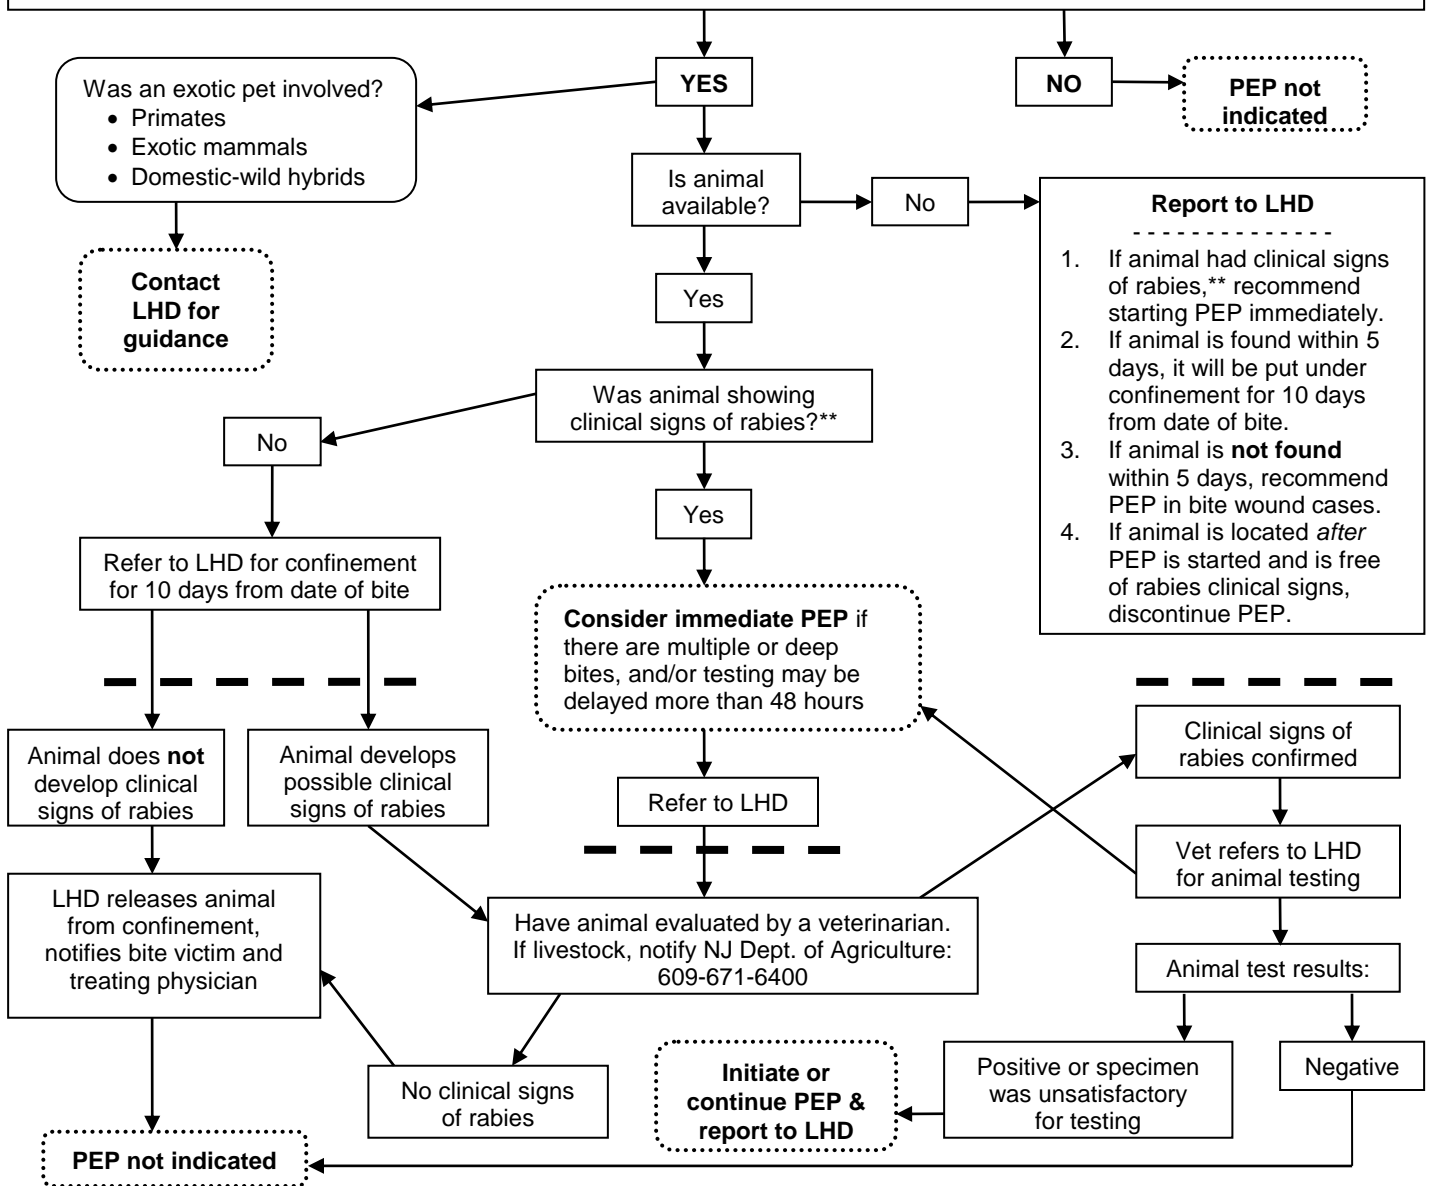 YES
NO
PEP not
indicated
Was an exotic pet involved?
• Primates
• Exotic mammals
• Domestic-wild hybrids
Is animal
available?
No
Report to LHD
- - - - - - - - - - - - - -
1. If animal had clinical signs
of rabies,** recommend
starting PEP immediately.
2. If animal is found within 5
days, it will be put under
confinement for 10 days
from date of bite.
3. If animal is not found
within 5 days, recommend
PEP in bite wound cases.
4. If animal is located after
PEP is started and is free
of rabies clinical signs,
discontinue PEP.
Contact
LHD for
guidance
Yes
Was animal showing
clinical signs of rabies?**
No
Yes
Refer to LHD for confinement
for 10 days from date of bite
Consider immediate PEP if
there are multiple or deep
bites, and/or testing may be
delayed more than 48 hours
Animal does not
develop clinical
signs of rabies
Animal develops
possible clinical
signs of rabies
Refer to LHD
Clinical signs of
rabies confirmed
Vet refers to LHD
for animal testing
LHD releases animal
from confinement,
notifies bite victim and
treating physician
Have animal evaluated by a veterinarian.
If livestock, notify NJ Dept. of Agriculture:
609-671-6400
Animal test results:
No clinical signs
of rabies
Initiate or
continue PEP &
report to LHD
Positive or specimen
was unsatisfactory
for testing
Negative
PEP not indicated